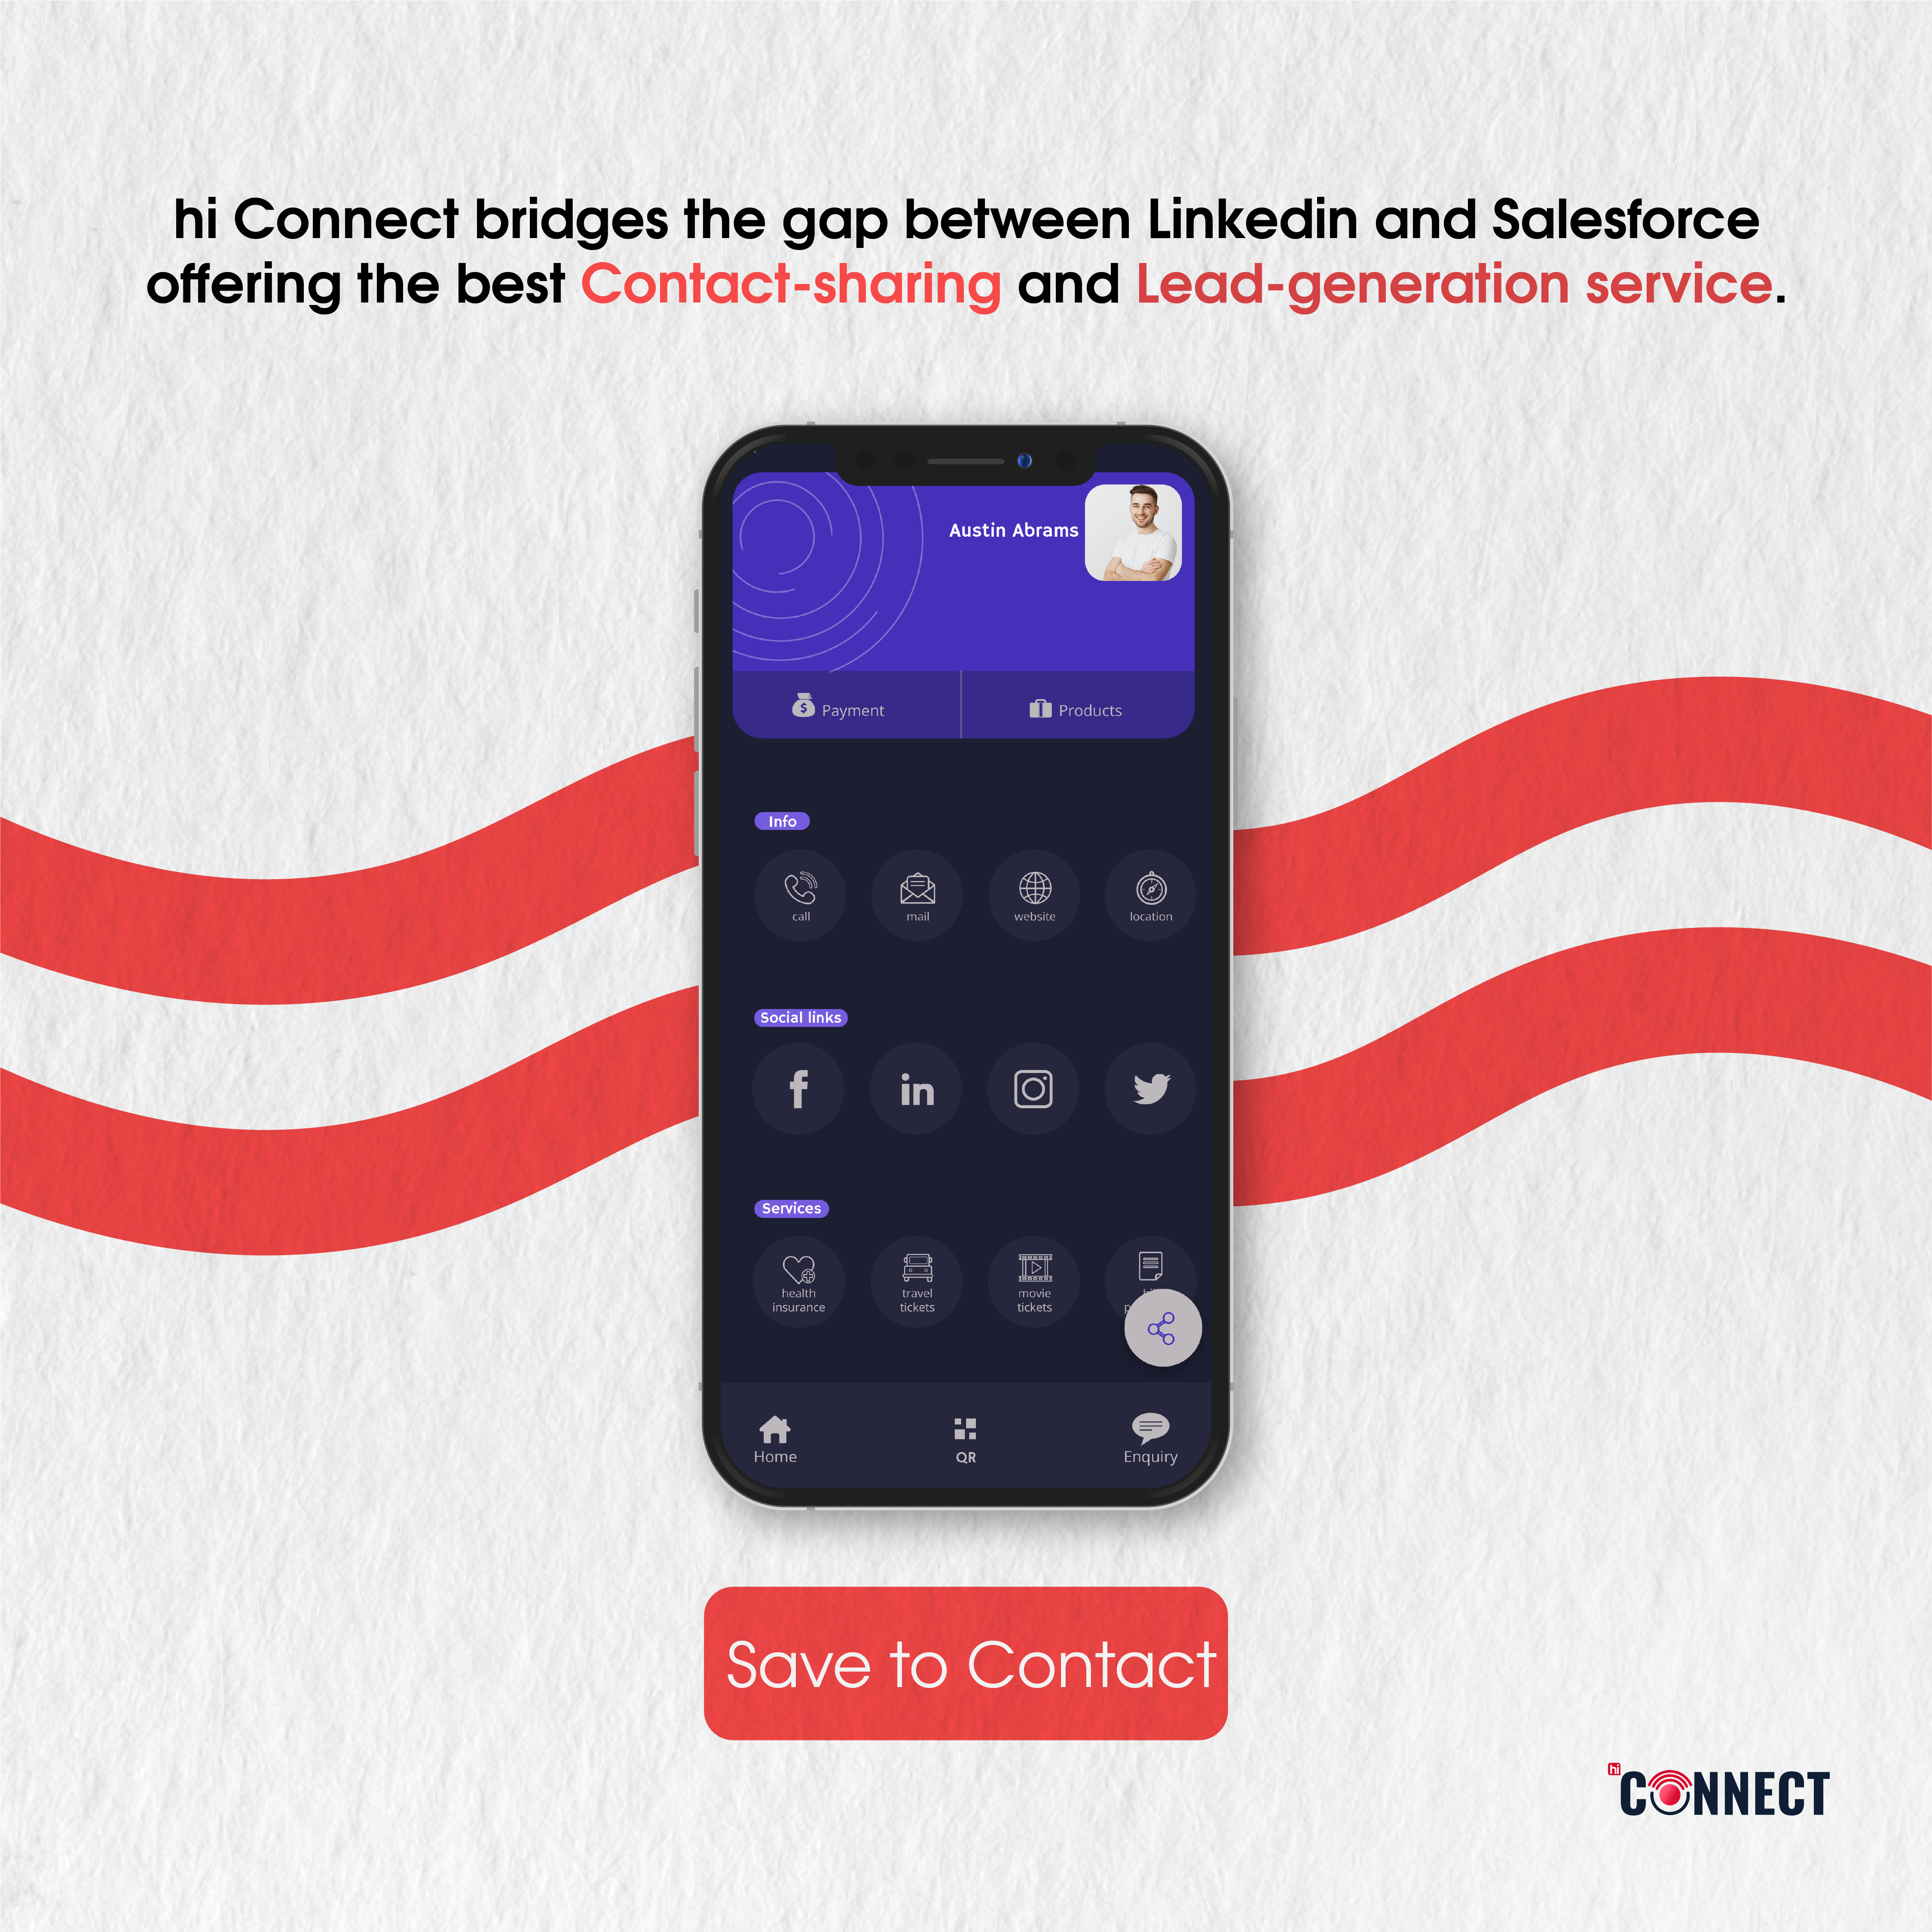 hi Connect bridges the gap between Linkedin and Salesforce
offering the best Contact-sharing and Lead-generation service.
Austin Abrams
Payment
Products
Info
call
mail
website
location
Social links
f
in
Services
health
insurance
travel
tickets
movie
tickets
Home
QR
Enquiry
Save to Contact
hi
CONNECT